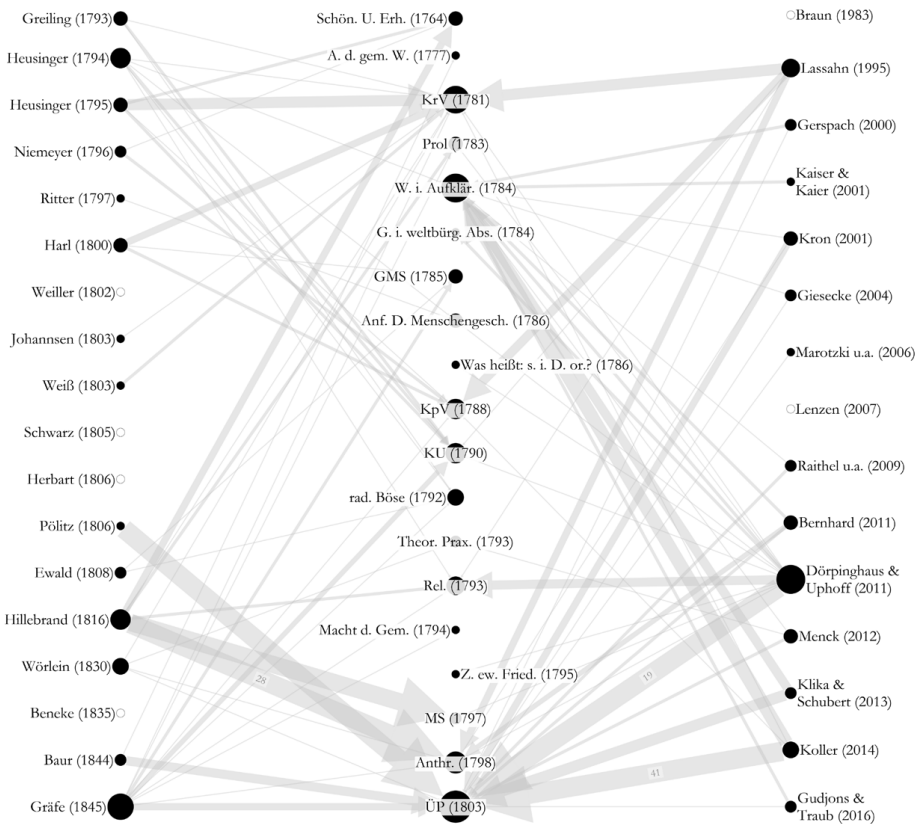 Greiling (1793)
Heusinger (1794)
Heusinger (1795)
Niemeyer (1796)
Ritter (1797)
Harl (1800)
Weiller (1802)
Johannsen (1803)
Weiß (1803)
Schwarz (1805)
Herbart (1806)
Pölitz (1806)
Ewald (1808)
Hillebrand (1816)
Wörlein (1830)
Beneke (1835)
Baur (1844)
Gräfe (1845)
28
Schön. U. Erh. (1764)
A. d. gem. W. (1777)
KrV (1781)
Prol (1783)
W. i. Aufklär. (1784)
G. i. weltbürg. Abs. (1784)
GMS (1785)
Anf. D. Menschengesch. (1786)
Was heißt: s. i. D. or.? (1786)
KpV (1788)
KU (1790)
rad. Böse (1792)
Theor. Prax. (1793)
Rel. (1793)
Macht d. Gem. (1794)
Z. ew. Fried. (1795)
MS (1797)
Anthr. (1798)
ÜP (1803)
19
41
Braun (1983)
Lassahn (1995)
Gerspach (2000)
Kaiser &
Kaier (2001)
Kron (2001)
Giesecke (2004)
Marotzki u.a. (2006)
Lenzen (2007)
Raithel u.a. (2009)
Bernhard (2011)
Dörpinghaus &
Uphoff (2011)
Menck (2012)
Klika &
Schubert (2013)
Koller (2014)
Gudjons &
Traub (2016)